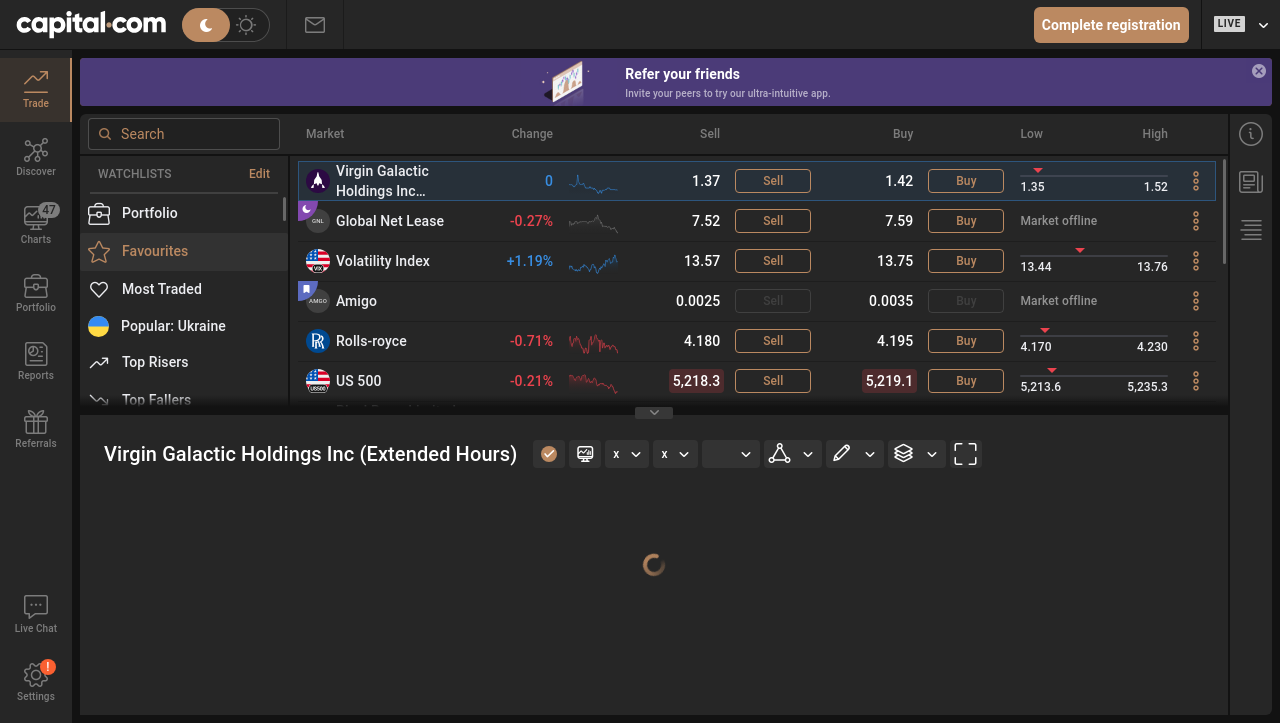 capital.com
Complete registration
LIVE
Trade
Discover
47
Charts
Portfolio
Reports
Referrals
Live Chat
!
Settings
Refer your friends
Invite your peers to try our ultra-intuitive app.
Search
WATCHLISTS Edit
Portfolio
Favourites
Most Traded
Popular: Ukraine
Top Risers
Top Fallers
Market Change Sell Buy Low High
Virgin Galactic
Holdings Inc... 0 1.37 Sell 1.42 Buy 1.35 1.52
GNL Global Net Lease -0.27% 7.52 Sell 7.59 Buy Market offline
VIX Volatility Index +1.19% 13.57 Sell 13.75 Buy 13.44 13.76
AMGO Amigo 0.0025 Sell 0.0035 Buy Market offline
RR Rolls-royce -0.71% 4.180 Sell 4.195 Buy 4.170 4.230
US500 US 500 -0.21% 5,218.3 Sell 5,219.1 Buy 5,213.6 5,235.3
Virgin Galactic Holdings Inc (Extended Hours) x x